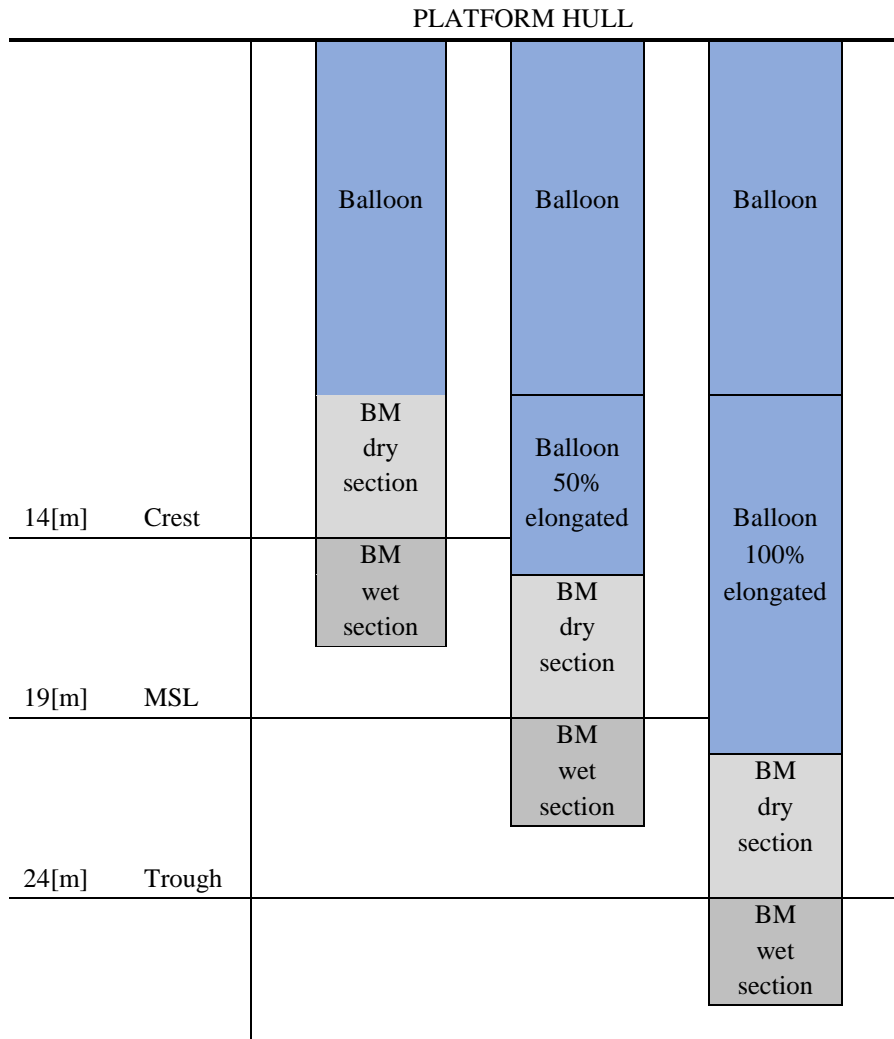 PLATFORM HULL
Balloon
Balloon
Balloon
BM
dry
section
Balloon
50%
elongated
Balloon
100%
elongated
14[m] Crest
BM
wet
section
BM
dry
section
19[m] MSL
BM
wet
section
BM
dry
section
24[m] Trough
BM
wet
section